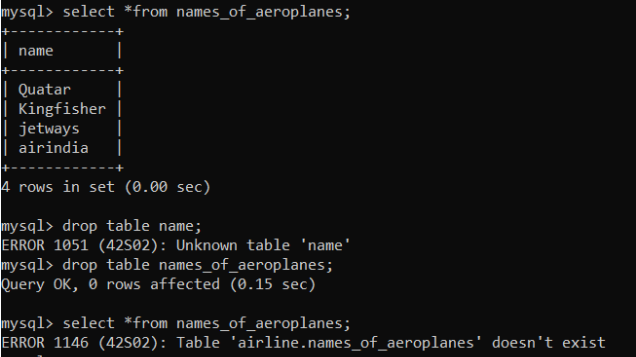 mysql> select *from names_of_aeroplanes;
+------------+
| name       |
+------------+
| Quatar     |
| Kingfisher |
| jetways    |
| airindia   |
+------------+
4 rows in set (0.00 sec)
mysql> drop table name;
ERROR 1051 (42S02): Unknown table 'name'
mysql> drop table names_of_aeroplanes;
Query OK, 0 rows affected (0.15 sec)
mysql> select *from names_of_aeroplanes;
ERROR 1146 (42S02): Table 'airline.names_of_aeroplanes' doesn't exist